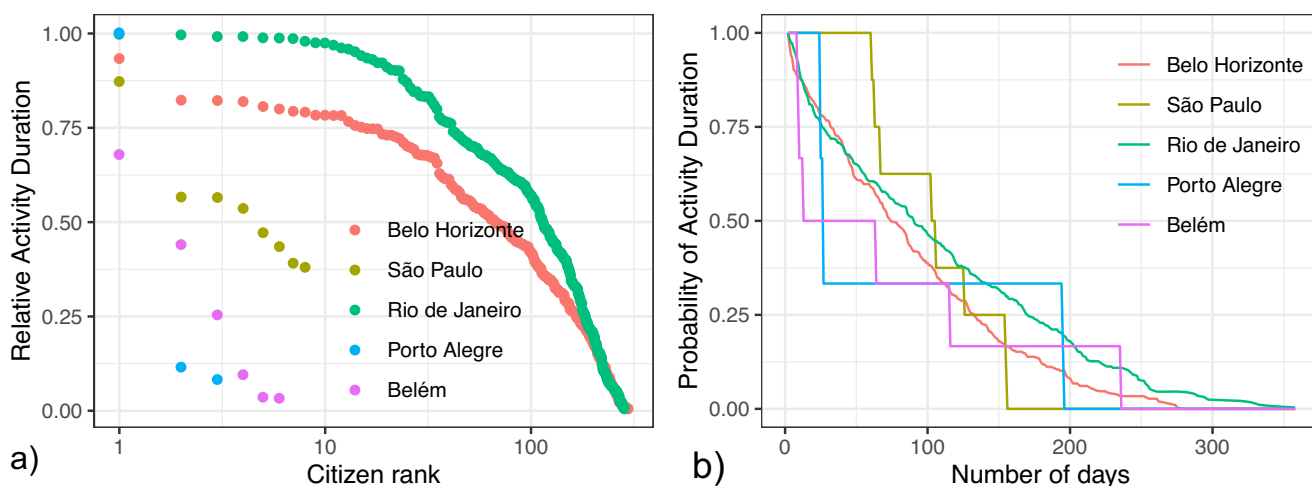 Relative Activity Duration
1.00
0.75
0.50
0.25
0.00
1
10
100
Citizen rank
Belo Horizonte
São Paulo
Rio de Janeiro
Porto Alegre
Belém
a)
Probability of Activity Duration
1.00
0.75
0.50
0.25
0.00
0
100
200
300
Number of days
Belo Horizonte
São Paulo
Rio de Janeiro
Porto Alegre
Belém
b)